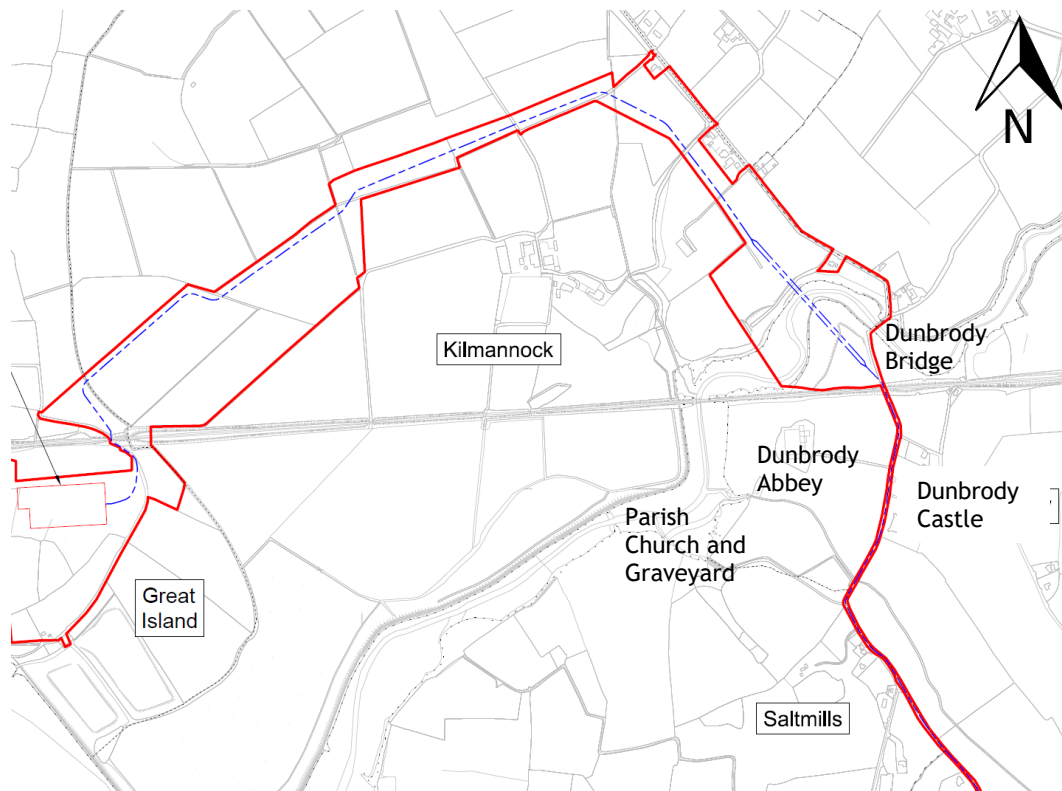 N
Kilmannock
Dunbrody
Bridge
Dunbrody
Abbey
Dunbrody
Castle
Parish
Church and
Graveyard
Great
Island
Saltmills